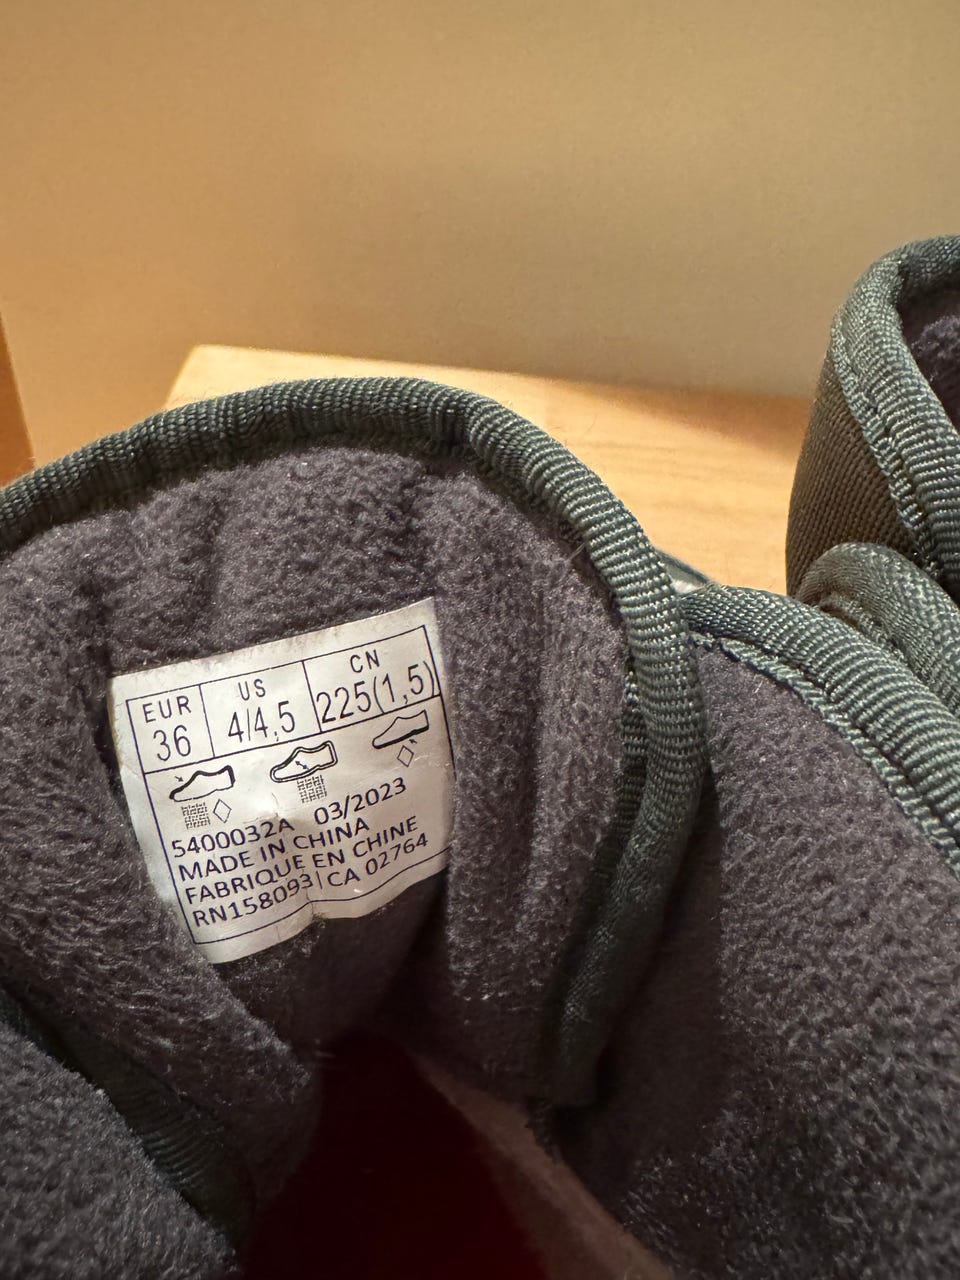 EUR US CN
36 4/4,5 225(1,5)
5400032A 03/2023
MADE IN CHINA
FABRIQUE EN CHINE
RN158093 | CA 02764